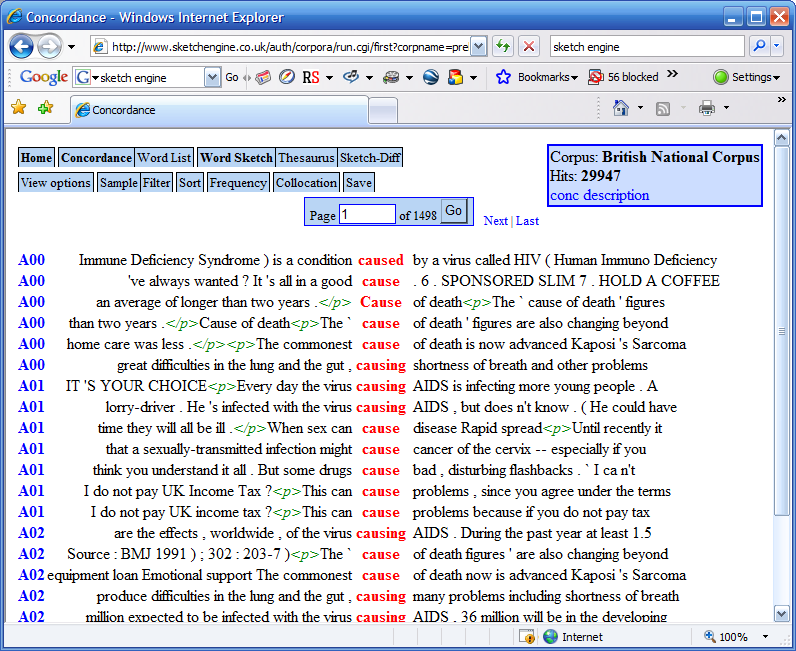 Concordance - Windows Internet Explorer
http://www.sketchengine.co.uk/auth/corpora/run.cgi/first?corpname=pre
sketch engine
Google
G sketch engine
Go
RS
Bookmarks
56 blocked
»
Settings
Concordance
»
Home Concordance Word List Word Sketch Thesaurus Sketch-Diff
View options Sample Filter Sort Frequency Collocation Save
Corpus: British National Corpus
Hits: 29947
conc description
Page 1 of 1498 Go Next | Last
A00 Immune Deficiency Syndrome ) is a condition caused by a virus called HIV ( Human Immuno Deficiency
A00 've always wanted ? It 's all in a good cause . 6 . SPONSORED SLIM 7 . HOLD A COFFEE
A00 an average of longer than two years .</p> Cause of death<p>The ` cause of death ' figures
A00 than two years .</p>Cause of death<p>The ` cause of death ' figures are also changing beyond
A00 home care was less .</p><p>The commonest cause of death is now advanced Kaposi 's Sarcoma
A00 great difficulties in the lung and the gut , causing shortness of breath and other problems
A01 IT 'S YOUR CHOICE<p>Every day the virus causing AIDS is infecting more young people . A
A01 lorry-driver . He 's infected with the virus causing AIDS , but does n't know . ( He could have
A01 time they will all be ill .</p>When sex can cause disease Rapid spread<p>Until recently it
A01 that a sexually-transmitted infection might cause cancer of the cervix -- especially if you
A01 think you understand it all . But some drugs cause bad , disturbing flashbacks . ` I ca n't
A01 I do not pay UK Income Tax ?<p>This can cause problems , since you agree under the terms
A01 I do not pay UK income tax ?<p>This can cause problems because if you do not pay tax
A02 are the effects , worldwide , of the virus causing AIDS . During the past year at least 1.5
A02 Source : BMJ 1991 ) ; 302 : 203-7 )<p>The ` cause of death figures ' are also changing beyond
A02 equipment loan Emotional support The commonest cause of death now is advanced Kaposi 's Sarcoma
A02 produce difficulties in the lung and the gut , causing many problems including shortness of breath
A02 million expected to be infected with the virus causing AIDS . 36 million will be in the developing
Internet
100%